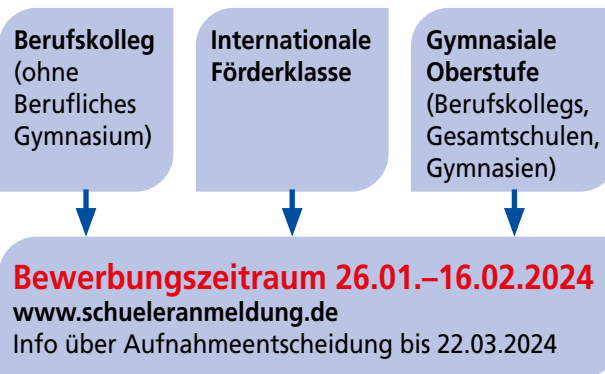 Berufskolleg
(ohne
Berufliches
Gymnasium)
Internationale
Förderklasse
Gymnasiale
Oberstufe
(Berufskollegs,
Gesamtschulen,
Gymnasien)
Bewerbungszeitraum 26.01.–16.02.2024
www.schueleranmeldung.de
Info über Aufnahmeentscheidung bis 22.03.2024